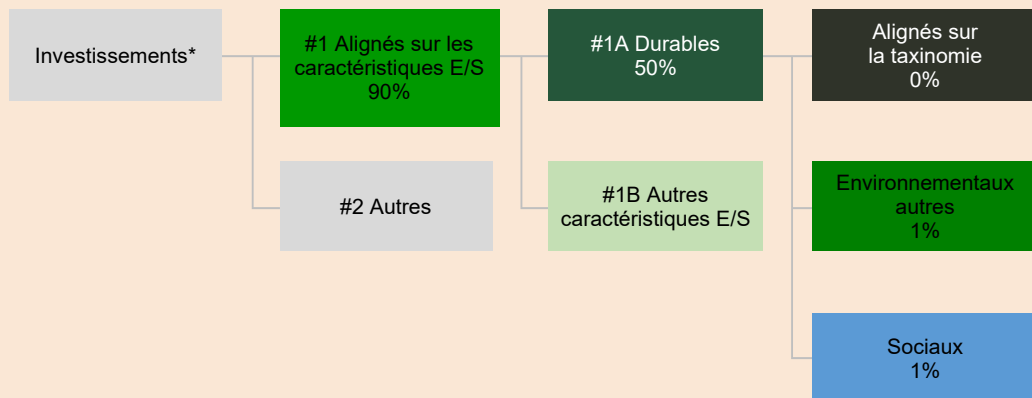 Investissements*
#1 Alignés sur les
caractéristiques E/S
90%
#1A Durables
50%
Alignés sur
la taxinomie
0%
#2 Autres
#1B Autres
caractéristiques E/S
Environnementaux
autres
1%
Sociaux
1%